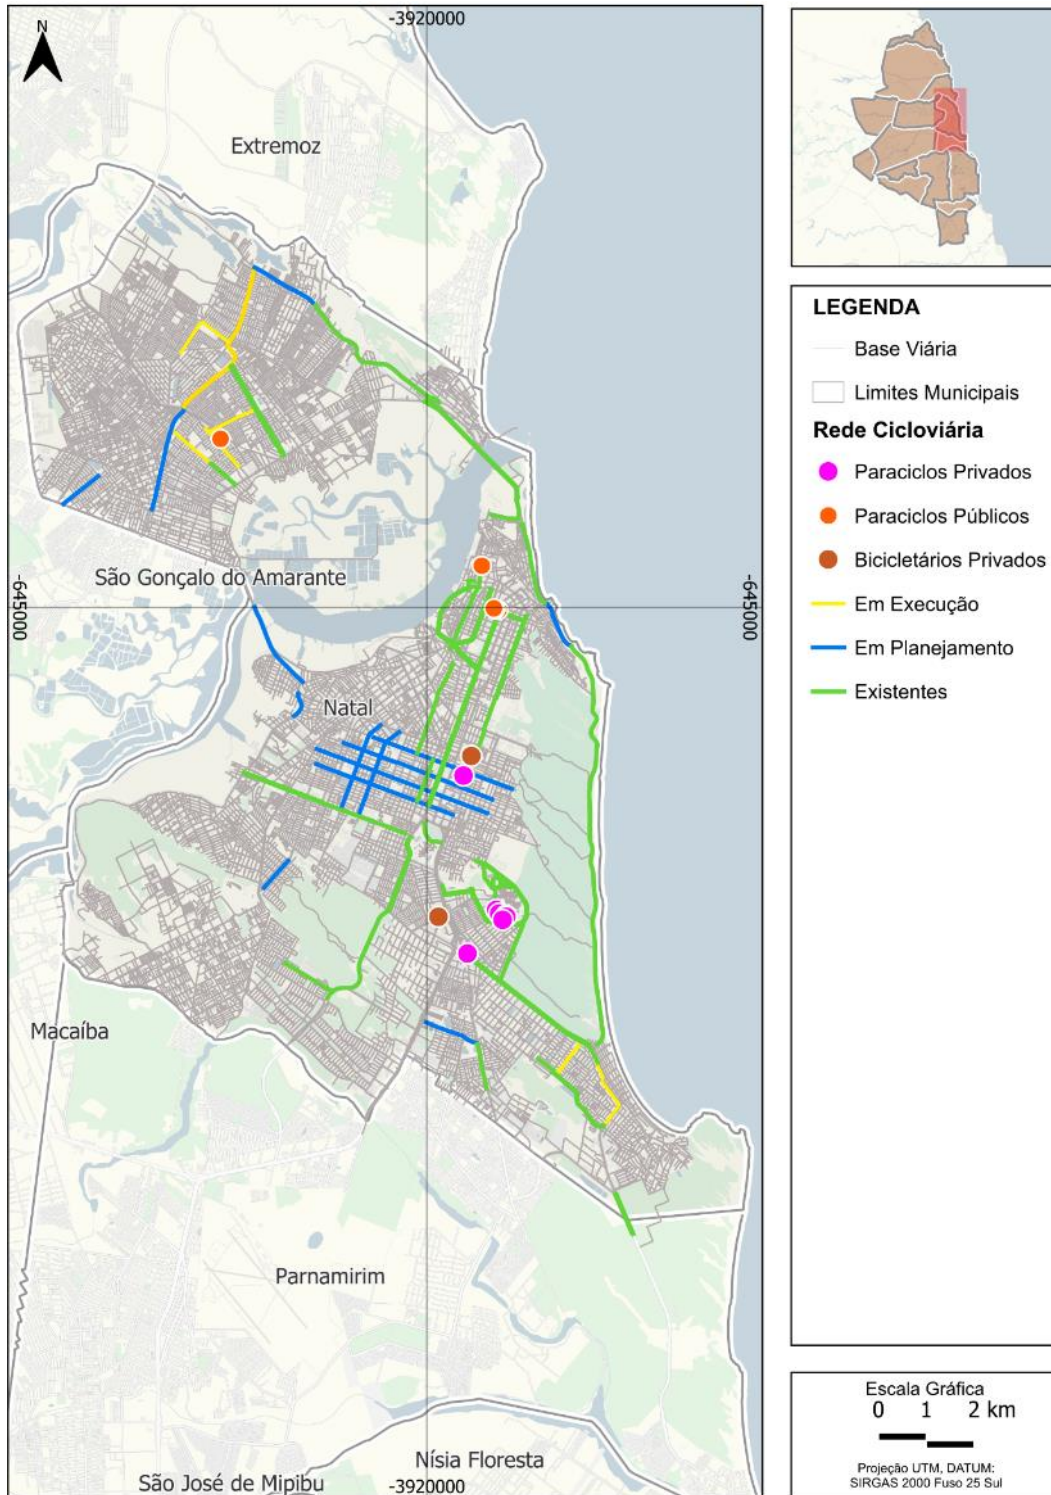 -3920000
N
Extremoz
São Gonçalo do Amarante
-645000
-645000
Natal
Macaíba
Parnamirim
Nísia Floresta
São José de Mipibu
-3920000
LEGENDA
Base Viária
Limites Municipais
Rede Cicloviária
Paraciclos Privados
Paraciclos Públicos
Bicicletários Privados
Em Execução
Em Planejamento
Existentes
Escala Gráfica
0 1 2 km
Projeção UTM, DATUM:
SIRGAS 2000 Fuso 25 Sul